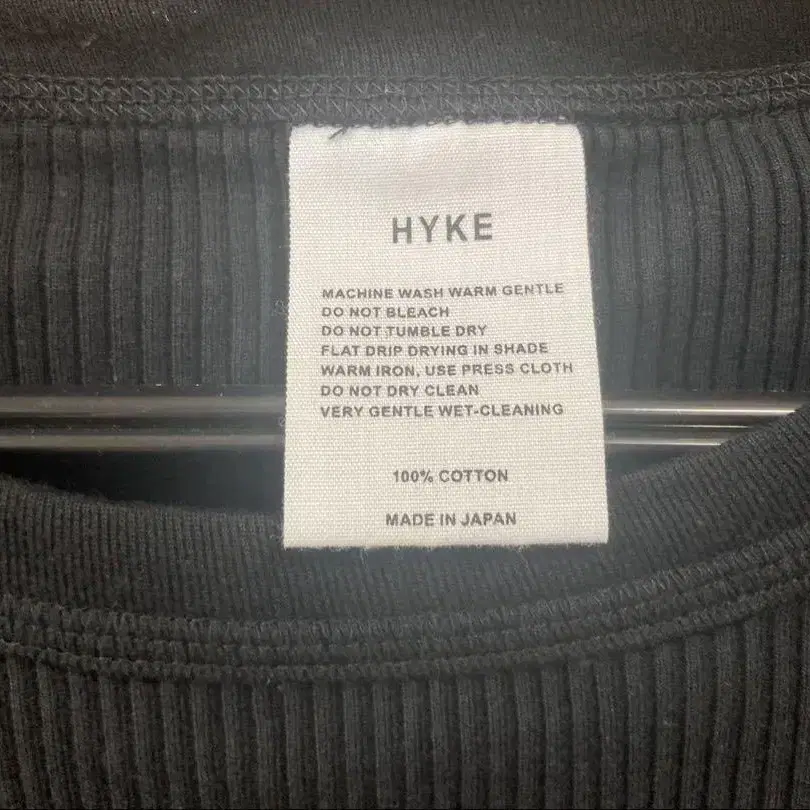 HYKE
MACHINE WASH WARM GENTLE
DO NOT BLEACH
DO NOT TUMBLE DRY
FLAT DRIP DRYING IN SHADE
WARM IRON, USE PRESS CLOTH
DO NOT DRY CLEAN
VERY GENTLE WET-CLEANING
100% COTTON
MADE IN JAPAN